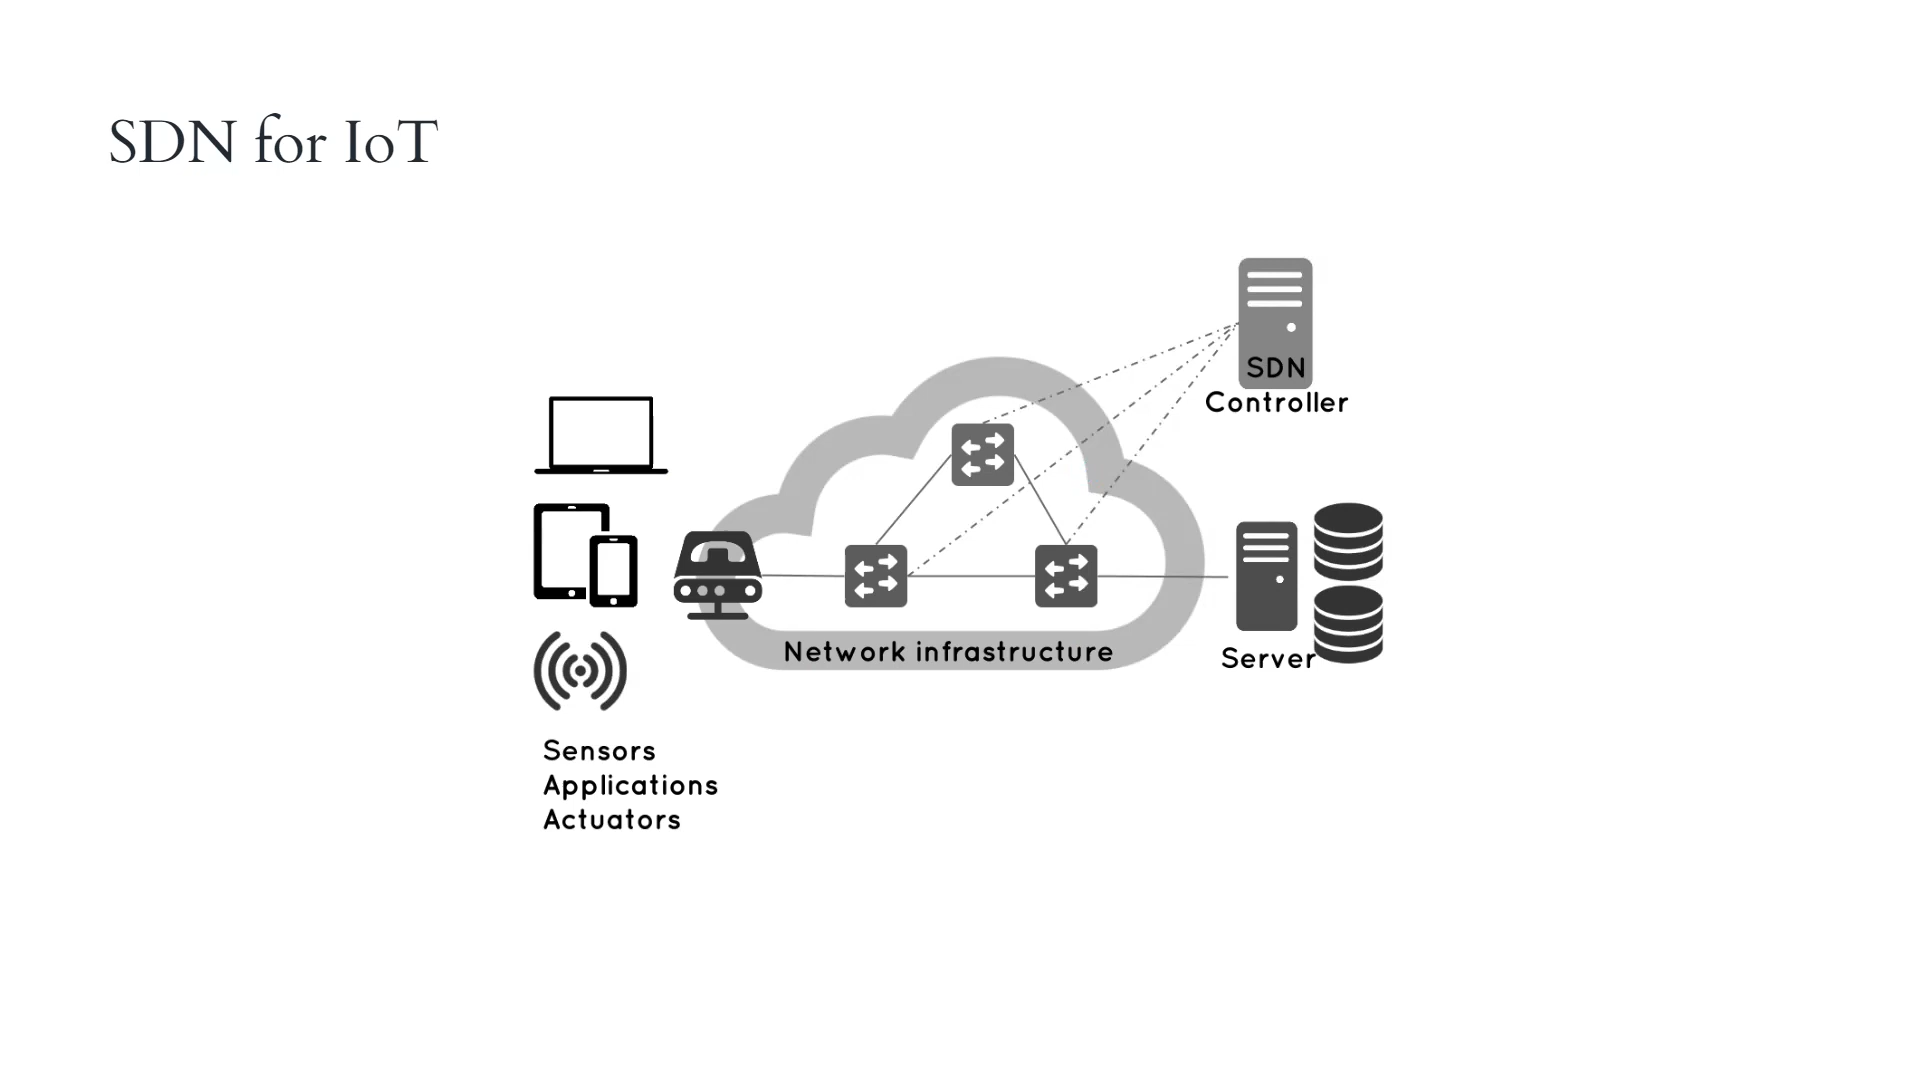 SDN for IoT
SDN
Controller
Network infrastructure
Server
Sensors
Applications
Actuators